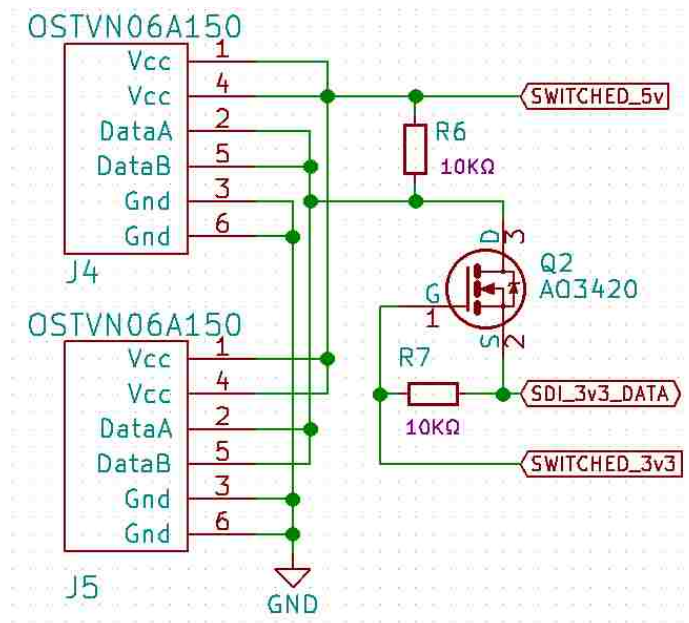 OSTVN06A150
Vcc 1
Vcc 4
DataA 2
DataB 5
Gnd 3
Gnd 6
J4
SWITCHED_5v
R6
10KΩ
D 3
Q2
AO3420
G 1
S 2
R7
10KΩ
SDI_3v3_DATA
SWITCHED_3v3
OSTVN06A150
Vcc 1
Vcc 4
DataA 2
DataB 5
Gnd 3
Gnd 6
J5
GND